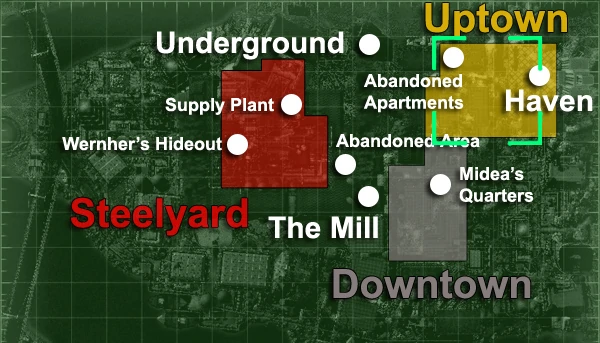 Uptown
Underground
Abandoned
Apartments
Haven
Supply Plant
Wernher's Hideout
Abandoned Area
Midea's
Quarters
Steelyard
The Mill
Downtown